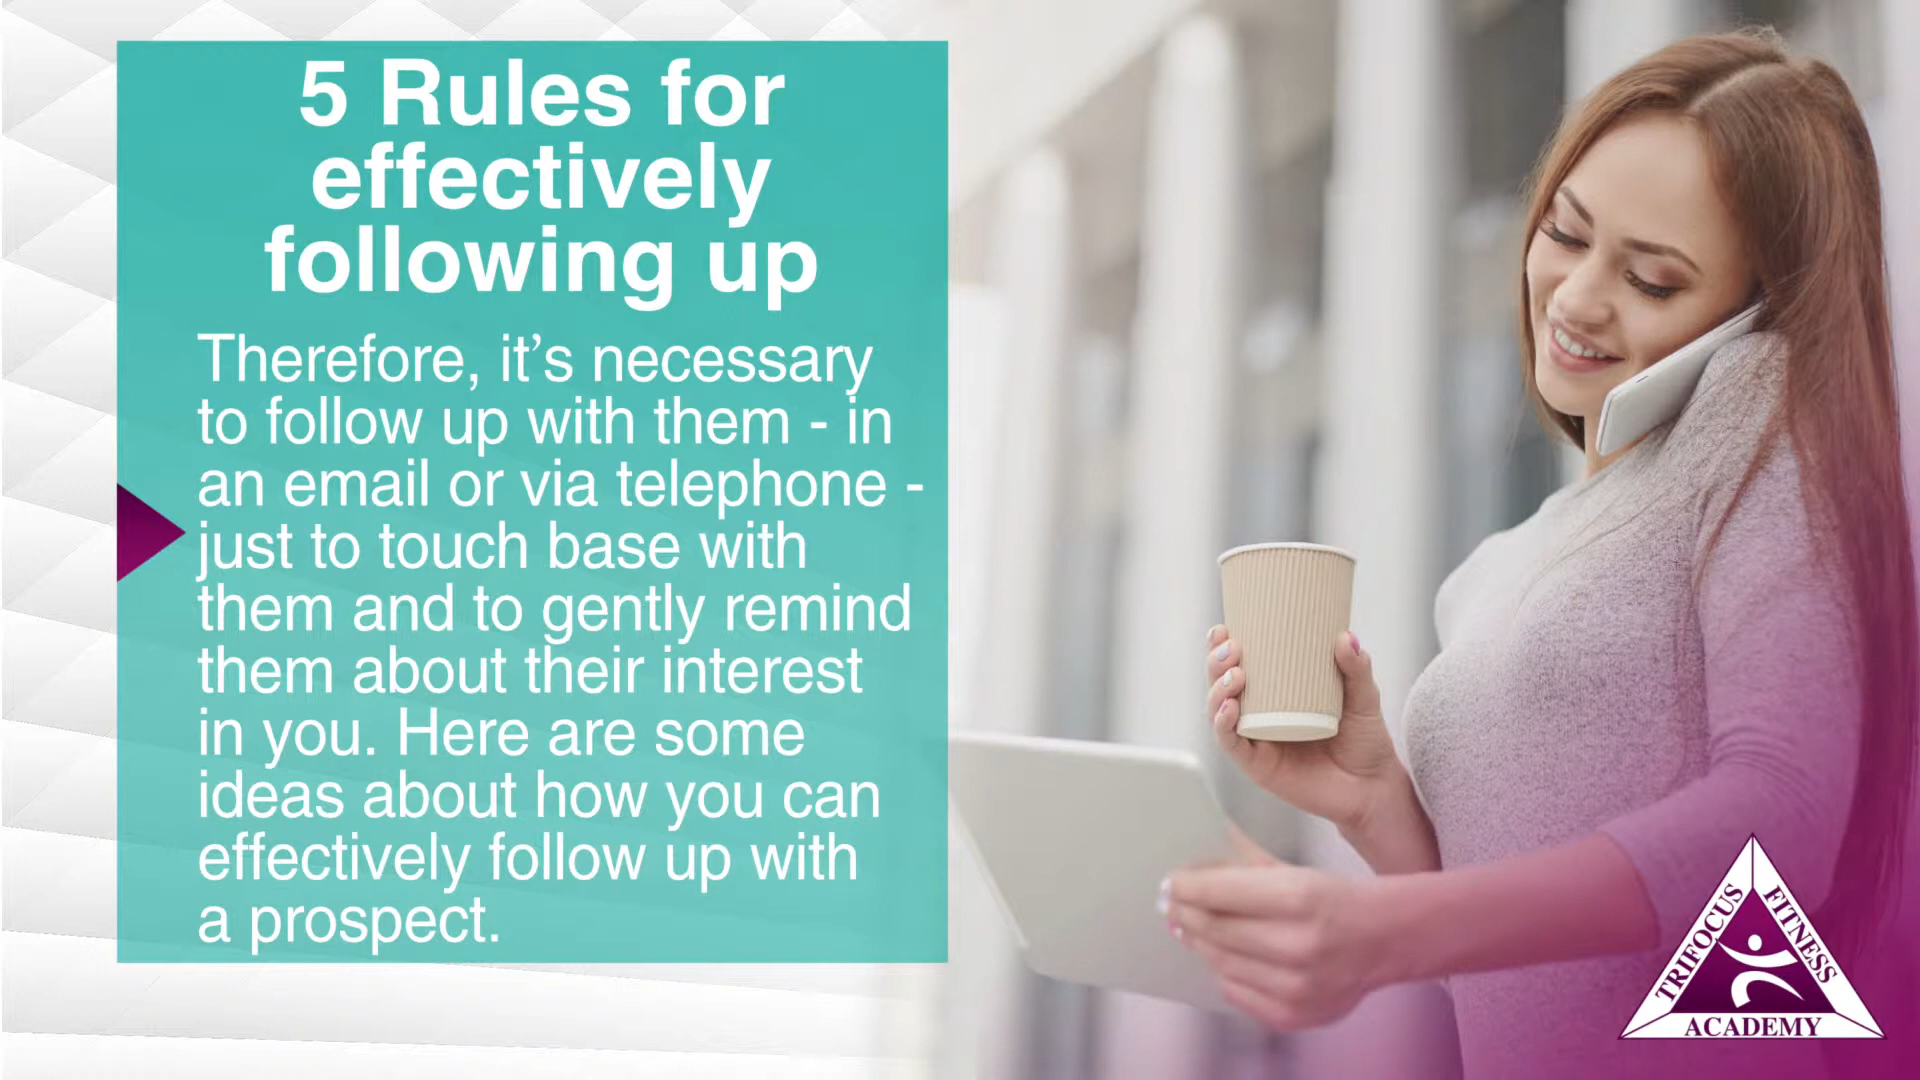 5 Rules for
effectively
following up
Therefore, it’s necessary
to follow up with them - in
an email or via telephone -
just to touch base with
them and to gently remind
them about their interest
in you. Here are some
ideas about how you can
effectively follow up with
a prospect.
TRIFOCUS
FITNESS
ACADEMY